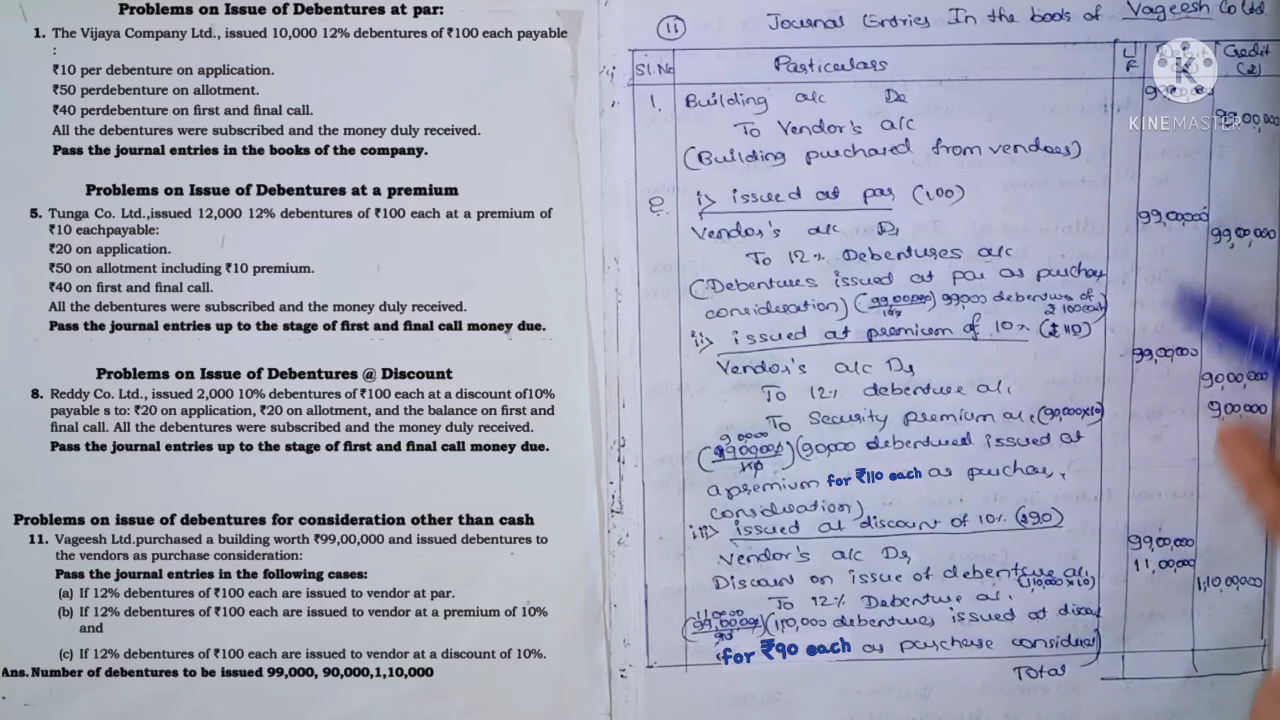 Problems on Issue of Debentures at par:
1. The Vijaya Company Ltd., issued 10,000 12% debentures of ₹100 each payable
:
₹10 per debenture on application.
₹50 perdebenture on allotment.
₹40 perdebenture on first and final call.
All the debentures were subscribed and the money duly received.
Pass the journal entries in the books of the company.
Problems on Issue of Debentures at a premium
5. Tunga Co. Ltd.,issued 12,000 12% debentures of ₹100 each at a premium of
₹10 eachpayable:
₹20 on application.
₹50 on allotment including ₹10 premium.
₹40 on first and final call.
All the debentures were subscribed and the money duly received.
Pass the journal entries up to the stage of first and final call money due.
Problems on Issue of Debentures @ Discount
8. Reddy Co. Ltd., issued 2,000 10% debentures of ₹100 each at a discount of10%
payable s to: ₹20 on application, ₹20 on allotment, and the balance on first and
final call. All the debentures were subscribed and the money duly received.
Pass the journal entries up to the stage of first and final call money due.
Problems on issue of debentures for consideration other than cash
11. Vageesh Ltd.purchased a building worth ₹99,00,000 and issued debentures to
the vendors as purchase consideration:
Pass the journal entries in the following cases:
(a) If 12% debentures of ₹100 each are issued to vendor at par.
(b) If 12% debentures of ₹100 each are issued to vendor at a premium of 10%
and
(c) If 12% debentures of ₹100 each are issued to vendor at a discount of 10%.
Ans.Number of debentures to be issued 99,000, 90,000,1,10,000
11 Journal Entries In the books of Vageesh Co Ltd.
Sl.No Particulars L F Credit (₹)
K
KINEMASTER
1. Building a/c Dr
To Vendor's a/c 99,00,000
(Building purchased from vendors)
2. i> issued at par (100)
Vendor's a/c Dr 99,00,000
To 12% Debentures a/c 99,00,000
(Debentures issued at par as purchase
consideration) (9900000/100) 99,000 debenture of ₹100 each)
ii> issued at premium of 10% (₹110)
Vendor's a/c Dr 99,00,000
To 12% debenture a/c 90,00,000
To Security premium a/c (90,000x10) 9,00,000
(9900000/110) (90,000 debentured issued at
a premium for ₹110 each as purchase
consideration)
iii> issued at discount of 10% (₹90)
Vendor's a/c Dr 99,00,000
Discount on issue of debenture a/c 11,00,000
To 12% Debenture a/c (110000x10) 1,10,00,000
(99,00,000/90) (110,000 debentures issued at
for ₹90 each as purchase
Total